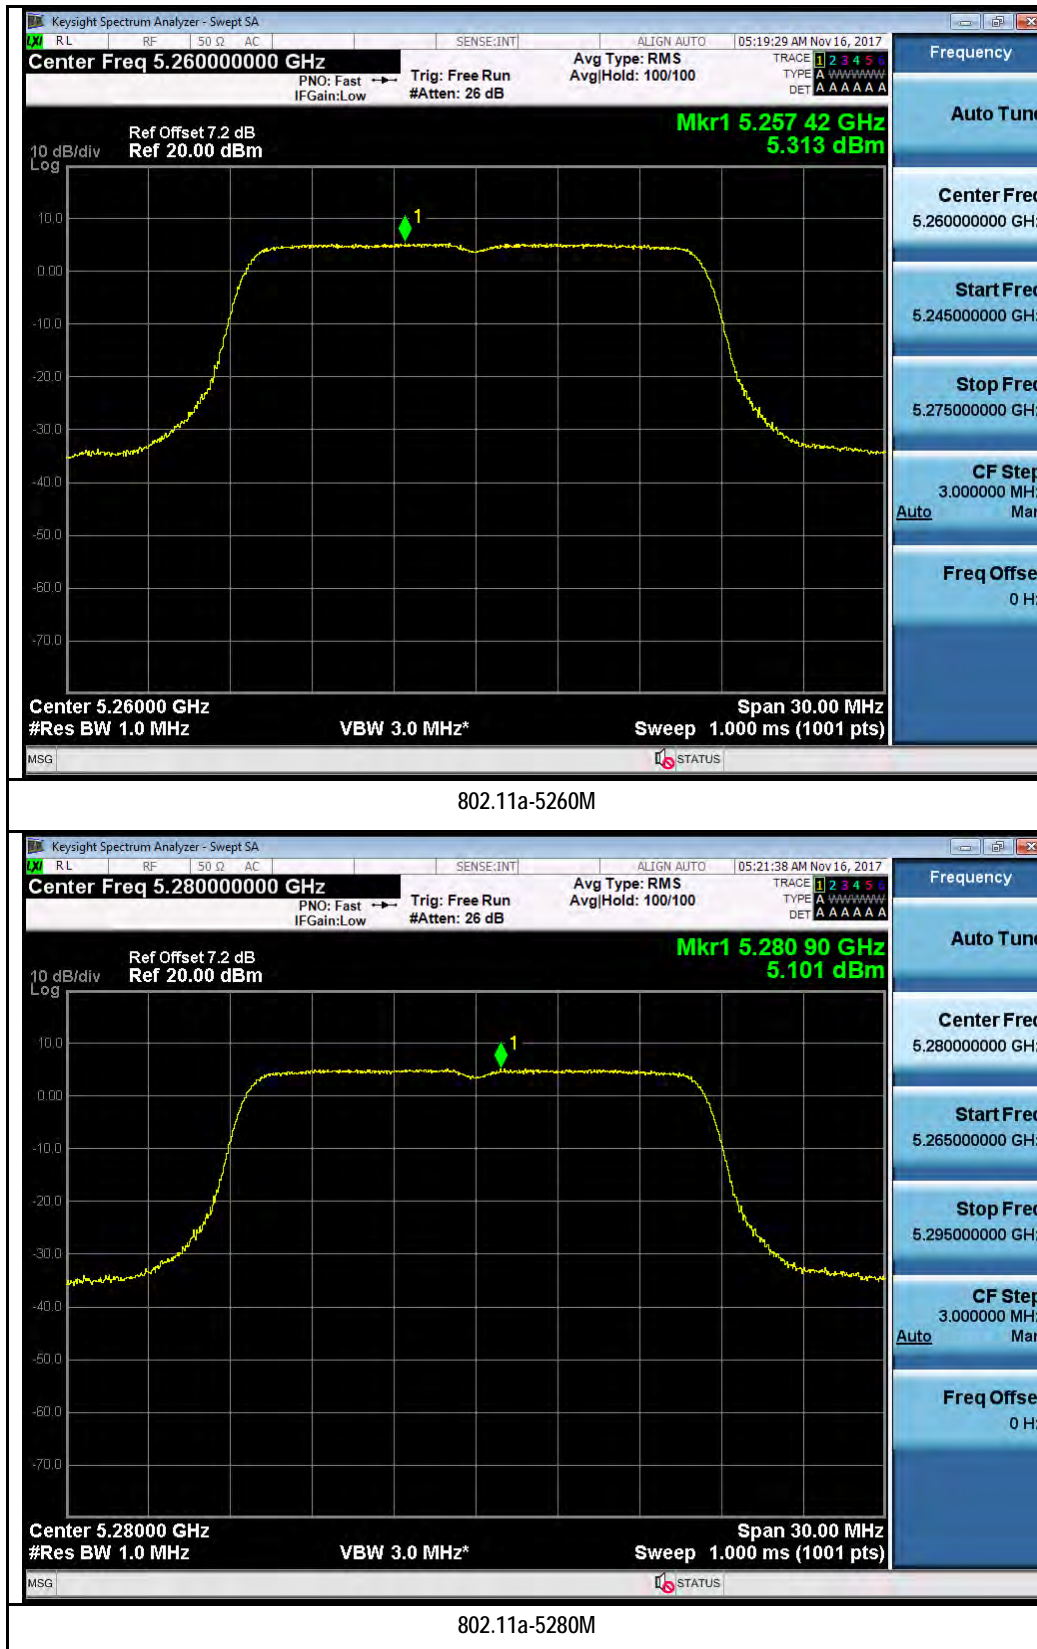 Keysight Spectrum Analyzer - Swept SA
LXI RL RF 50 Ω AC SENSE:INT ALIGN AUTO 05:19:29 AM Nov 16, 2017
Center Freq 5.260000000 GHz
PNO: Fast
IFGain:Low
Trig: Free Run
#Atten: 26 dB
Avg Type: RMS
Avg|Hold: 100/100
TRACE 1 2 3 4 5 6
TYPE A WWWWW
DET A A A A A A
Frequency
Mkr1 5.257 42 GHz
5.313 dBm
Ref Offset 7.2 dB
10 dB/div Ref 20.00 dBm
Log
1
10.0
0.00
-10.0
-20.0
-30.0
-40.0
-50.0
-60.0
-70.0
Center 5.26000 GHz Span 30.00 MHz
#Res BW 1.0 MHz VBW 3.0 MHz* Sweep 1.000 ms (1001 pts)
MSG STATUS
Auto Tune
Center Freq
5.260000000 GHz
Start Freq
5.245000000 GHz
Stop Freq
5.275000000 GHz
CF Step
3.000000 MHz
Auto Man
Freq Offse
0 Hz
802.11a-5260M
Keysight Spectrum Analyzer - Swept SA
LXI RL RF 50 Ω AC SENSE:INT ALIGN AUTO 05:21:38 AM Nov 16, 2017
Center Freq 5.280000000 GHz
PNO: Fast
IFGain:Low
Trig: Free Run
#Atten: 26 dB
Avg Type: RMS
Avg|Hold: 100/100
TRACE 1 2 3 4 5 6
TYPE A WWWWW
DET A A A A A A
Frequency
Mkr1 5.280 90 GHz
5.101 dBm
Ref Offset 7.2 dB
10 dB/div Ref 20.00 dBm
Log
1
10.0
0.00
-10.0
-20.0
-30.0
-40.0
-50.0
-60.0
-70.0
Center 5.28000 GHz Span 30.00 MHz
#Res BW 1.0 MHz VBW 3.0 MHz* Sweep 1.000 ms (1001 pts)
MSG STATUS
Auto Tune
Center Freq
5.280000000 GHz
Start Freq
5.265000000 GHz
Stop Freq
5.295000000 GHz
CF Step
3.000000 MHz
Auto Man
Freq Offse
0 Hz
802.11a-5280M